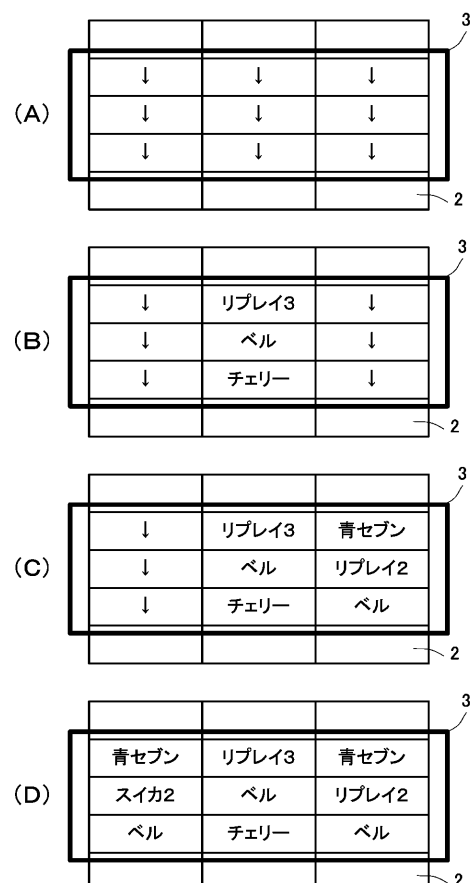 3
(A)
↓ ↓ ↓
↓ ↓ ↓
↓ ↓ ↓
2
3
(B)
↓ リプレイ3 ↓
↓ ベル ↓
↓ チェリー ↓
2
3
(C)
↓ リプレイ3 青セブン
↓ ベル リプレイ2
↓ チェリー ベル
2
3
(D)
青セブン リプレイ3 青セブン
スイカ2 ベル リプレイ2
ベル チェリー ベル
2